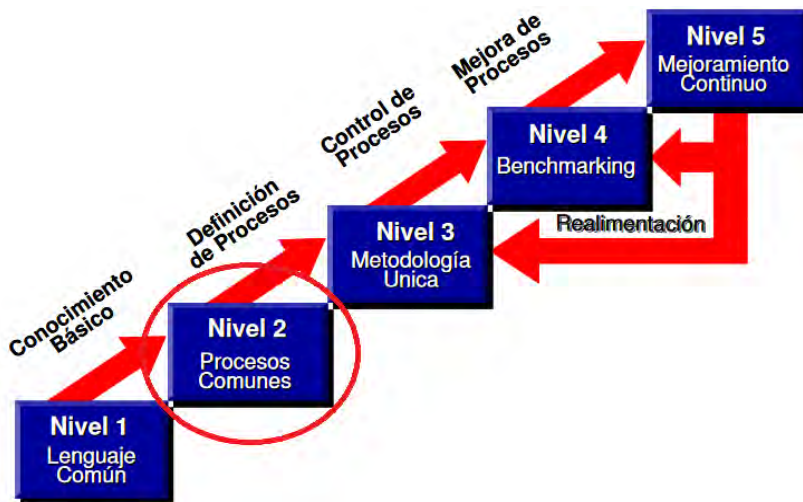 Nivel 5
Mejoramiento
Continuo
Mejora de
Procesos
Nivel 4
Benchmarking
Control de
Procesos
Realimentación
Nivel 3
Metodología
Unica
Definición
de Procesos
Nivel 2
Procesos
Comunes
Conocimiento
Básico
Nivel 1
Lenguaje
Común